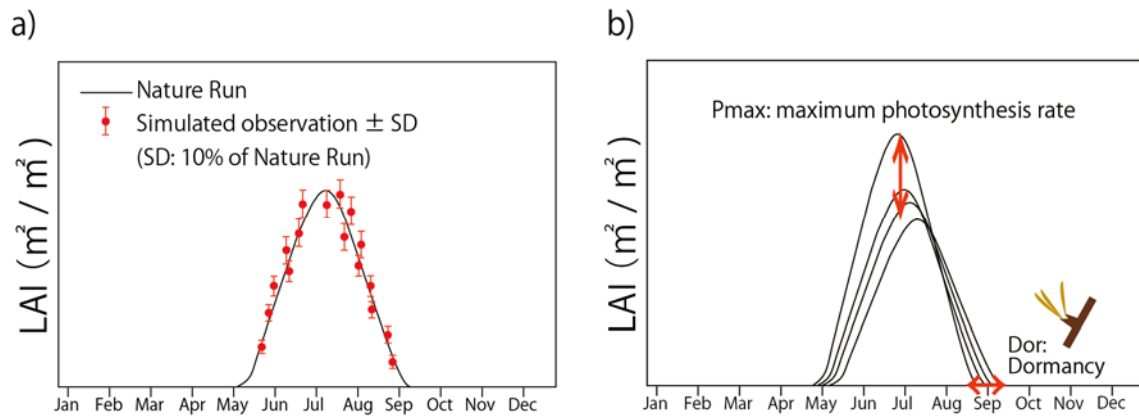 a)
Nature Run
Simulated observation ± SD
(SD: 10% of Nature Run)
LAI (m² / m²)
Jan Feb Mar Apr May Jun Jul Aug Sep Oct Nov Dec
b)
Pmax: maximum photosynthesis rate
LAI (m² / m²)
Dor:
Dormancy
Jan Feb Mar Apr May Jun Jul Aug Sep Oct Nov Dec